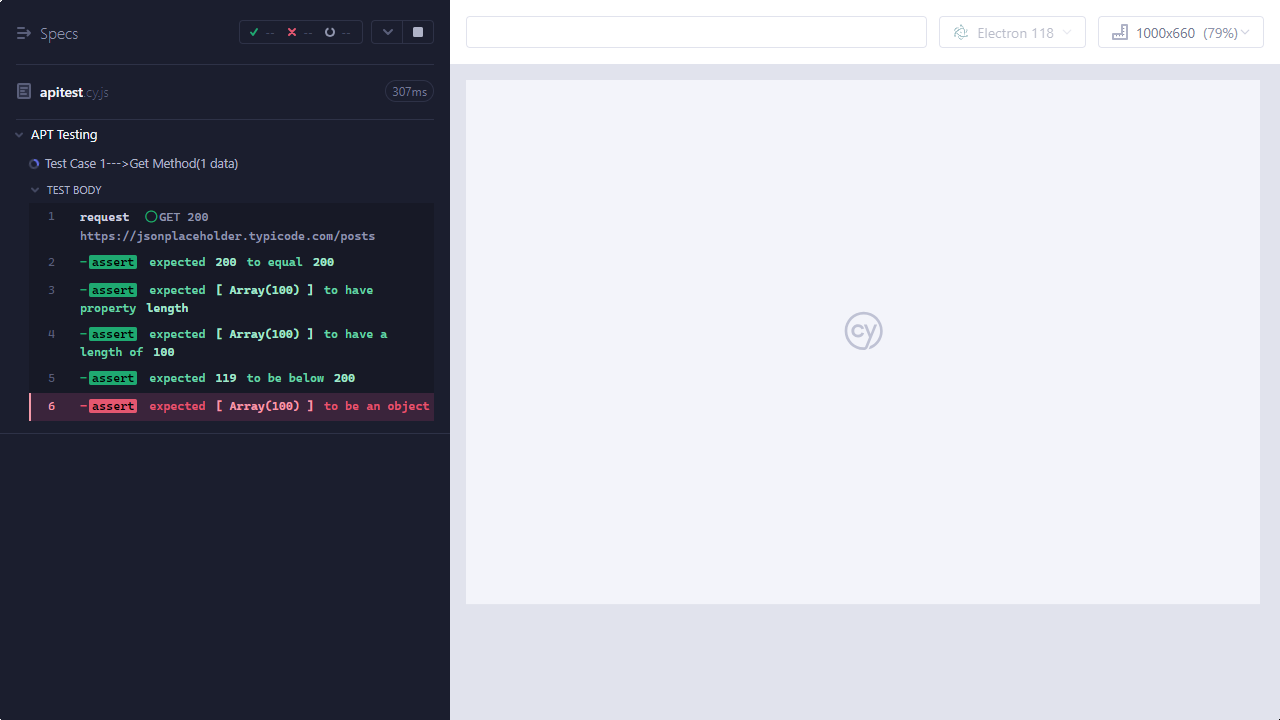 Specs
-- -- --
Electron 118
1000x660 (79%)
apitest.cy.js
307ms
APT Testing
Test Case 1--->Get Method(1 data)
TEST BODY
1 request GET 200
https://jsonplaceholder.typicode.com/posts
2 -assert expected 200 to equal 200
3 -assert expected [ Array(100) ] to have
property length
4 -assert expected [ Array(100) ] to have a
length of 100
5 -assert expected 119 to be below 200
6 -assert expected [ Array(100) ] to be an object
cy